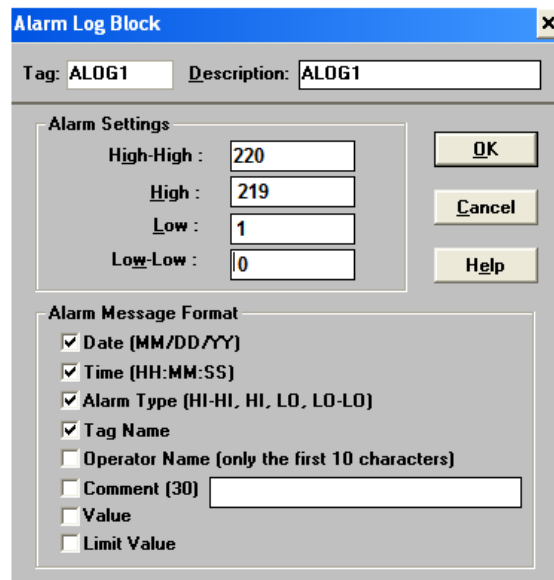 Alarm Log Block
Tag: ALOG1 Description: ALOG1
Alarm Settings
High-High : 220
High : 219
Low : 1
Low-Low : 0
OK
Cancel
Help
Alarm Message Format
Date (MM/DD/YY)
Time (HH:MM:SS)
Alarm Type (HI-HI, HI, LO, LO-LO)
Tag Name
Operator Name (only the first 10 characters)
Comment (30)
Value
Limit Value